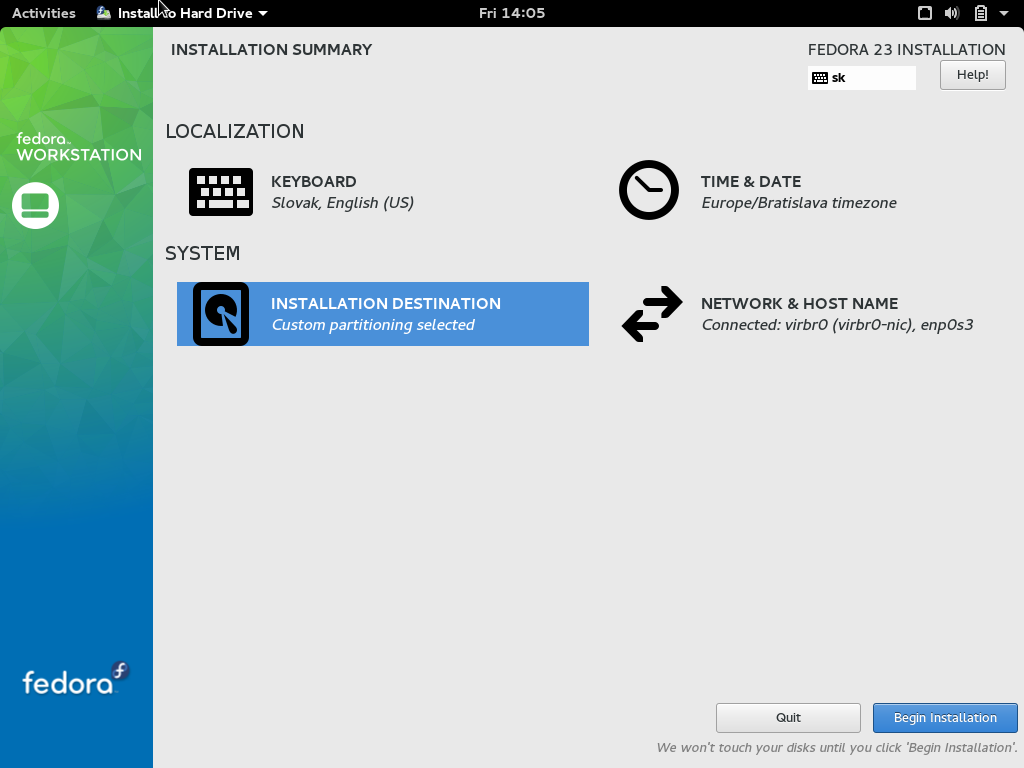 Activities
Install to Hard Drive
Fri 14:05
INSTALLATION SUMMARY
FEDORA 23 INSTALLATION
sk
Help!
fedora
WORKSTATION
LOCALIZATION
KEYBOARD
Slovak, English (US)
TIME & DATE
Europe/Bratislava timezone
SYSTEM
INSTALLATION DESTINATION
Custom partitioning selected
NETWORK & HOST NAME
Connected: virbr0 (virbr0-nic), enp0s3
fedora
Quit
Begin Installation
We won't touch your disks until you click 'Begin Installation'.